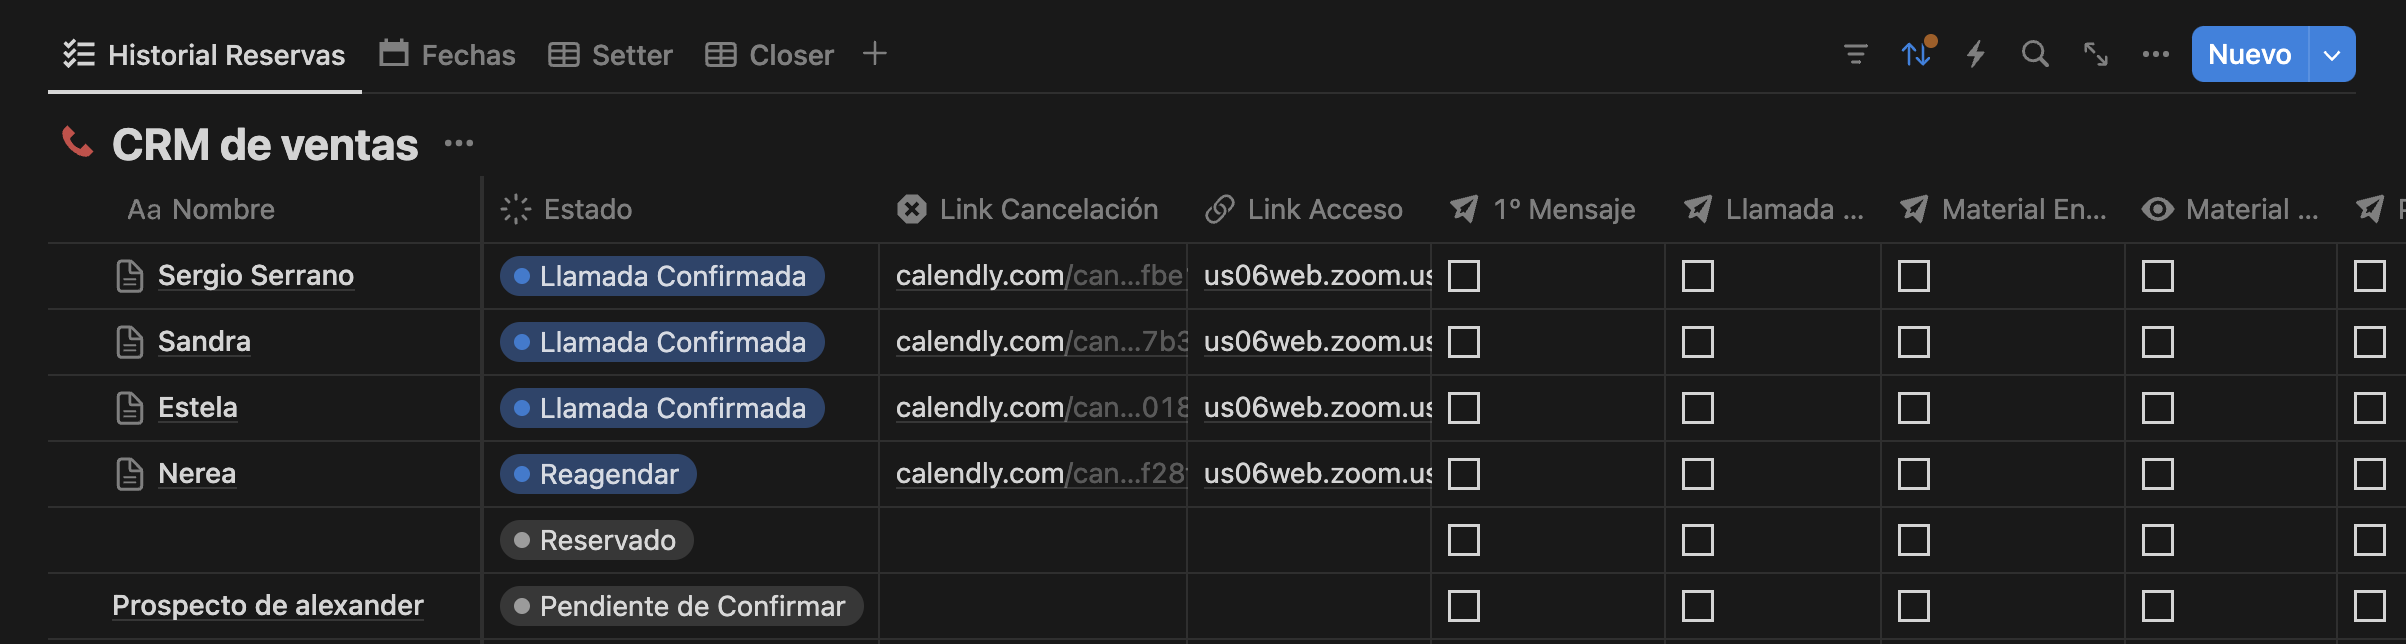 Historial Reservas Fechas Setter Closer Nuevo
CRM de ventas ...
Aa Nombre Estado Link Cancelación Link Acceso 1º Mensaje Llamada ... Material En... Material ...
Sergio Serrano Llamada Confirmada calendly.com/can...fbe us06web.zoom.us
Sandra Llamada Confirmada calendly.com/can...7b3 us06web.zoom.us
Estela Llamada Confirmada calendly.com/can...018 us06web.zoom.us
Nerea Reagendar calendly.com/can...f28 us06web.zoom.us
Reservado
Prospecto de alexander Pendiente de Confirmar